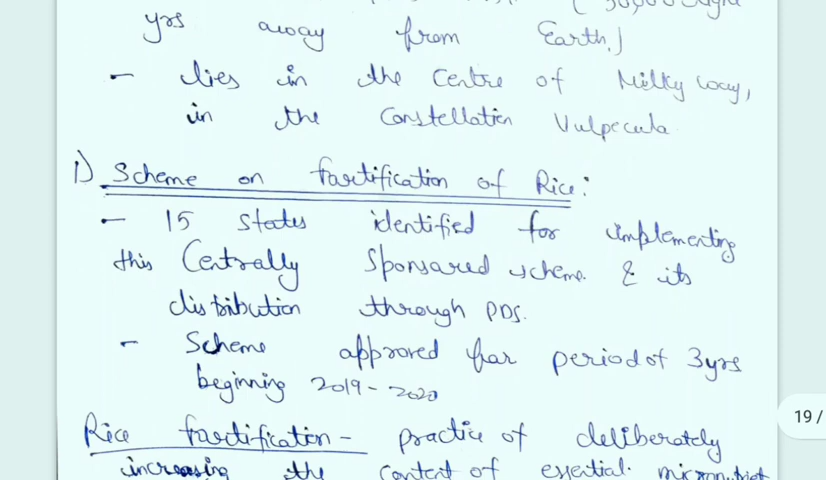 yrs away from Earth)
- lies in the Centre of Milky way,
in the Constellation Vulpecula
1) Scheme on fortification of Rice:
- 15 states identified for implementing
this Centrally Sponsored scheme & its
distribution through PDS.
- Scheme approved for period of 3yrs
beginning 2019-2020
19 /
Rice fortification - practice of deliberately
increasing the content of essential